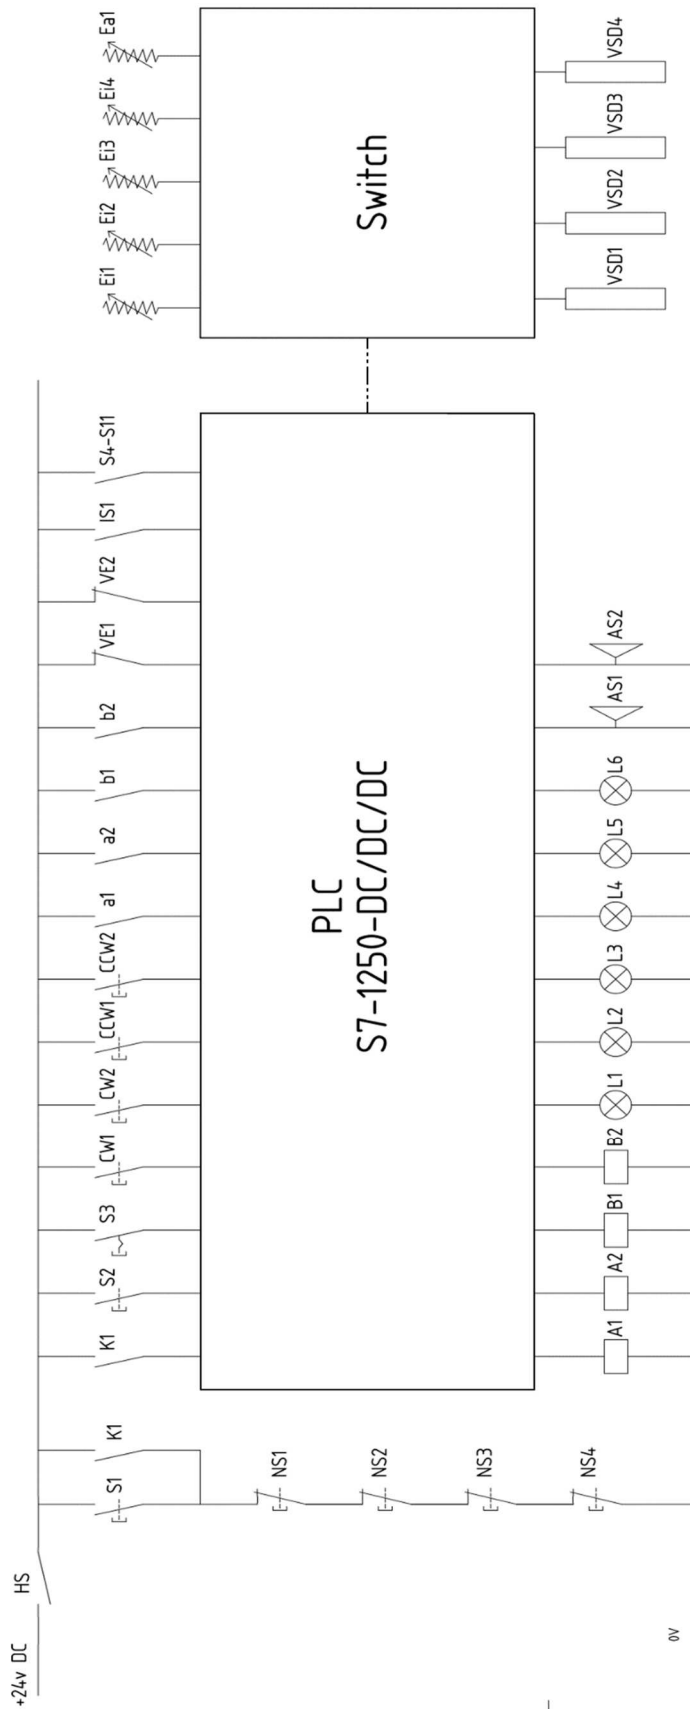 +24v DC
HS
S1
K1
NS1
NS2
NS3
NS4
K1
S2
S3
CW1
CW2
CCW1
CCW2
a1
a2
b1
b2
VE1
VE2
IS1
S4-S11
PLC
S7-1250-DC/DC/DC
A1
A2
B1
B2
L1
L2
L3
L4
L5
L6
AS1
AS2
Ei1
Ei2
Ei3
Ei4
Ea1
Switch
VSD1
VSD2
VSD3
VSD4
0V